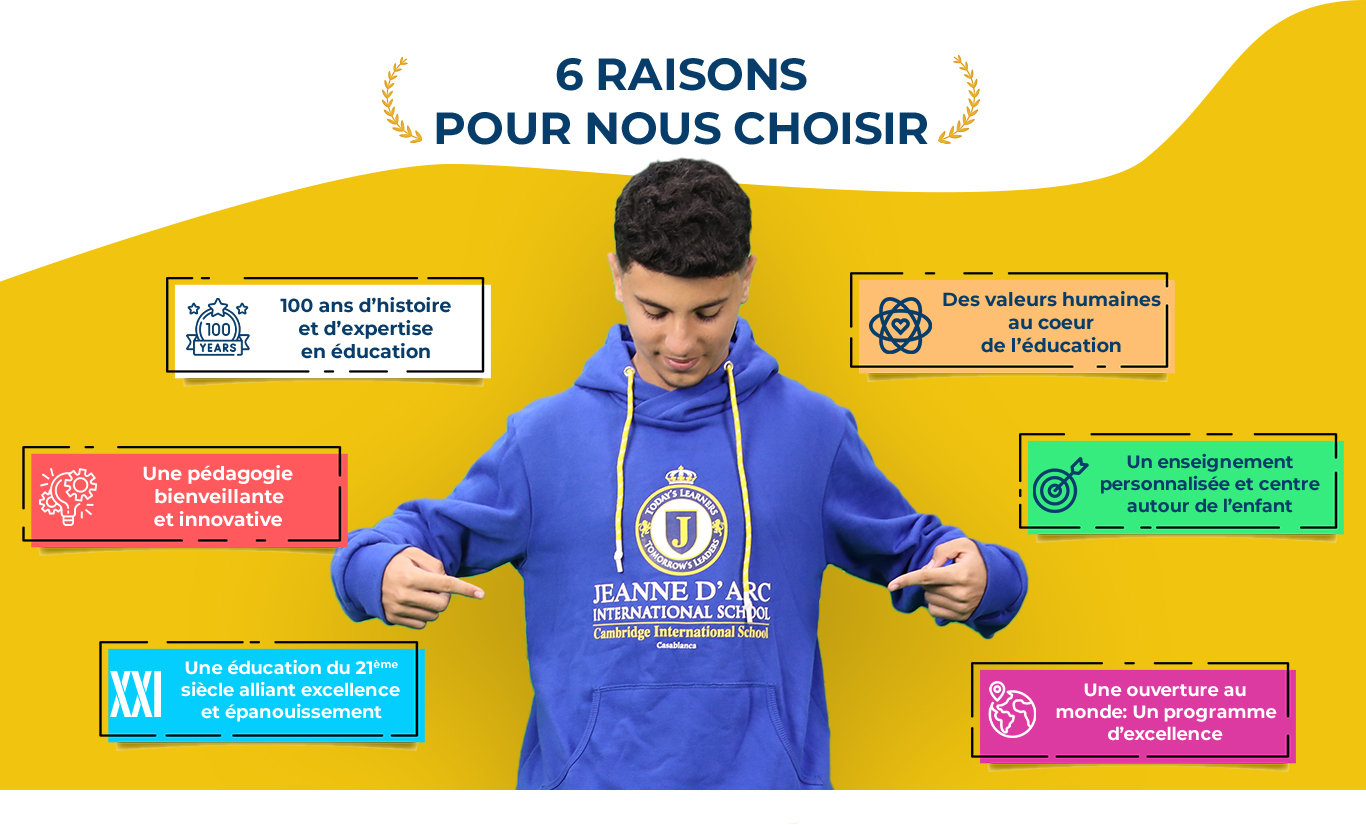 6 RAISONS
POUR NOUS CHOISIR
100 ans d’histoire
et d’expertise
en éducation
100
YEARS
Des valeurs humaines
au coeur
de l’éducation
Une pédagogie
bienveillante
et innovative
Un enseignement
personnalisée et centre
autour de l’enfant
XXI
Une éducation du 21ème
siècle alliant excellence
et épanouissement
Une ouverture au
monde: Un programme
d’excellence
TODAY'S LEARNERS
J
TOMORROW'S LEADERS
JEANNE D’ARC
INTERNATIONAL SCHOOL
Cambridge International School
Casablanca